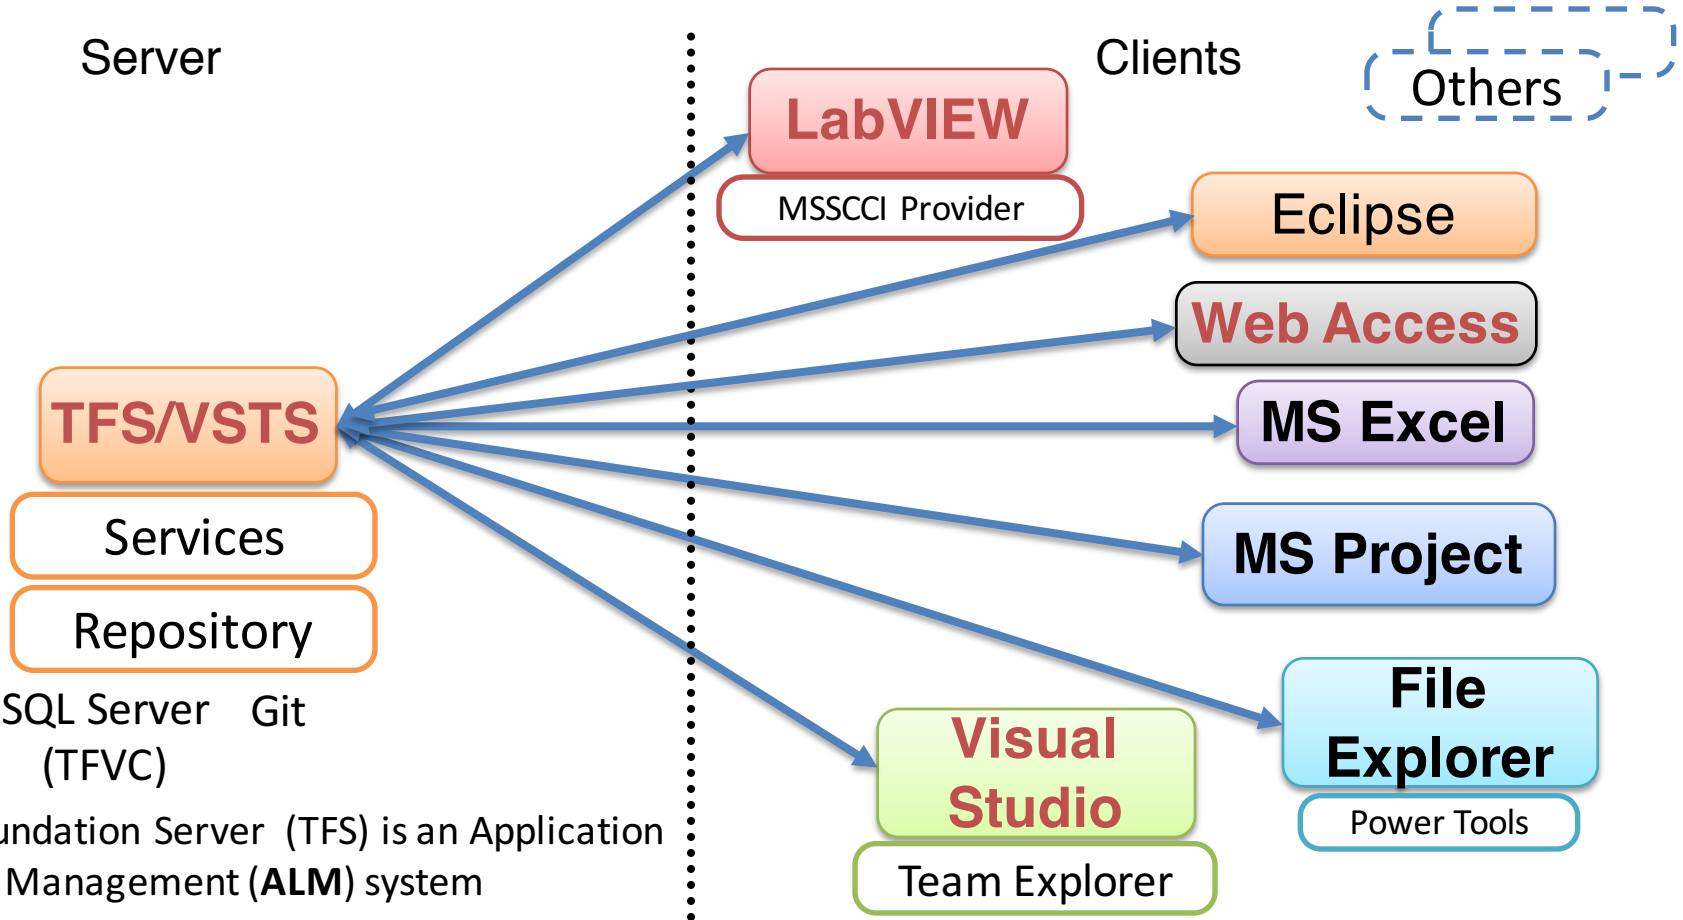 Server
Clients
Others
LabVIEW
MSSCCI Provider
Eclipse
Web Access
MS Excel
MS Project
File
Explorer
Power Tools
Visual
Studio
Team Explorer
TFS/VSTS
Services
Repository
SQL Server Git
(TFVC)
undation Server (TFS) is an Application
Management (ALM) system